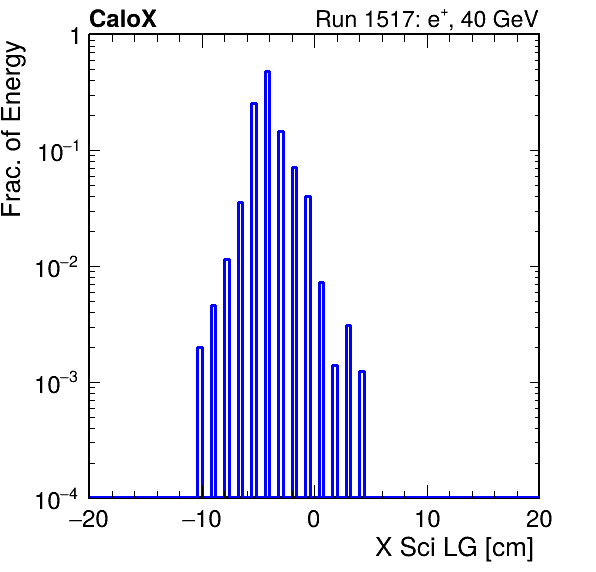 CaloX Run 1517: e⁺, 40 GeV
Frac. of Energy
1
10⁻¹
10⁻²
10⁻³
10⁻⁴
−20 −10 0 10 20
X Sci LG [cm]